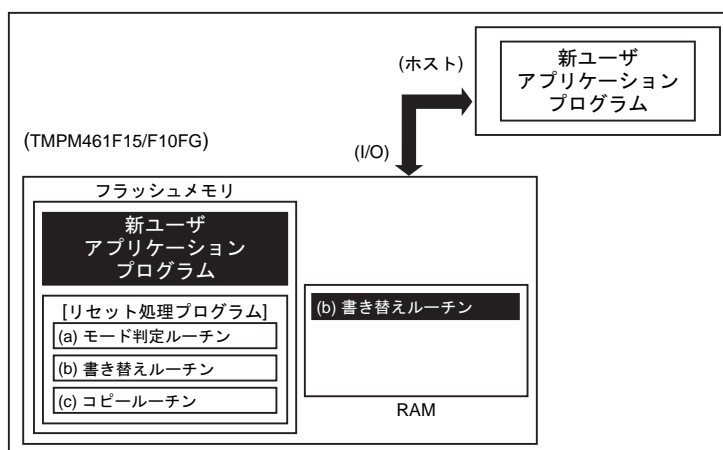 (ホスト)
新ユーザ
アプリケーション
プログラム
(TMPM461F15/F10FG)
(I/O)
フラッシュメモリ
新ユーザ
アプリケーション
プログラム
[リセット処理プログラム]
(a) モード判定ルーチン
(b) 書き替えルーチン
(c) コピールーチン
(b) 書き替えルーチン
RAM